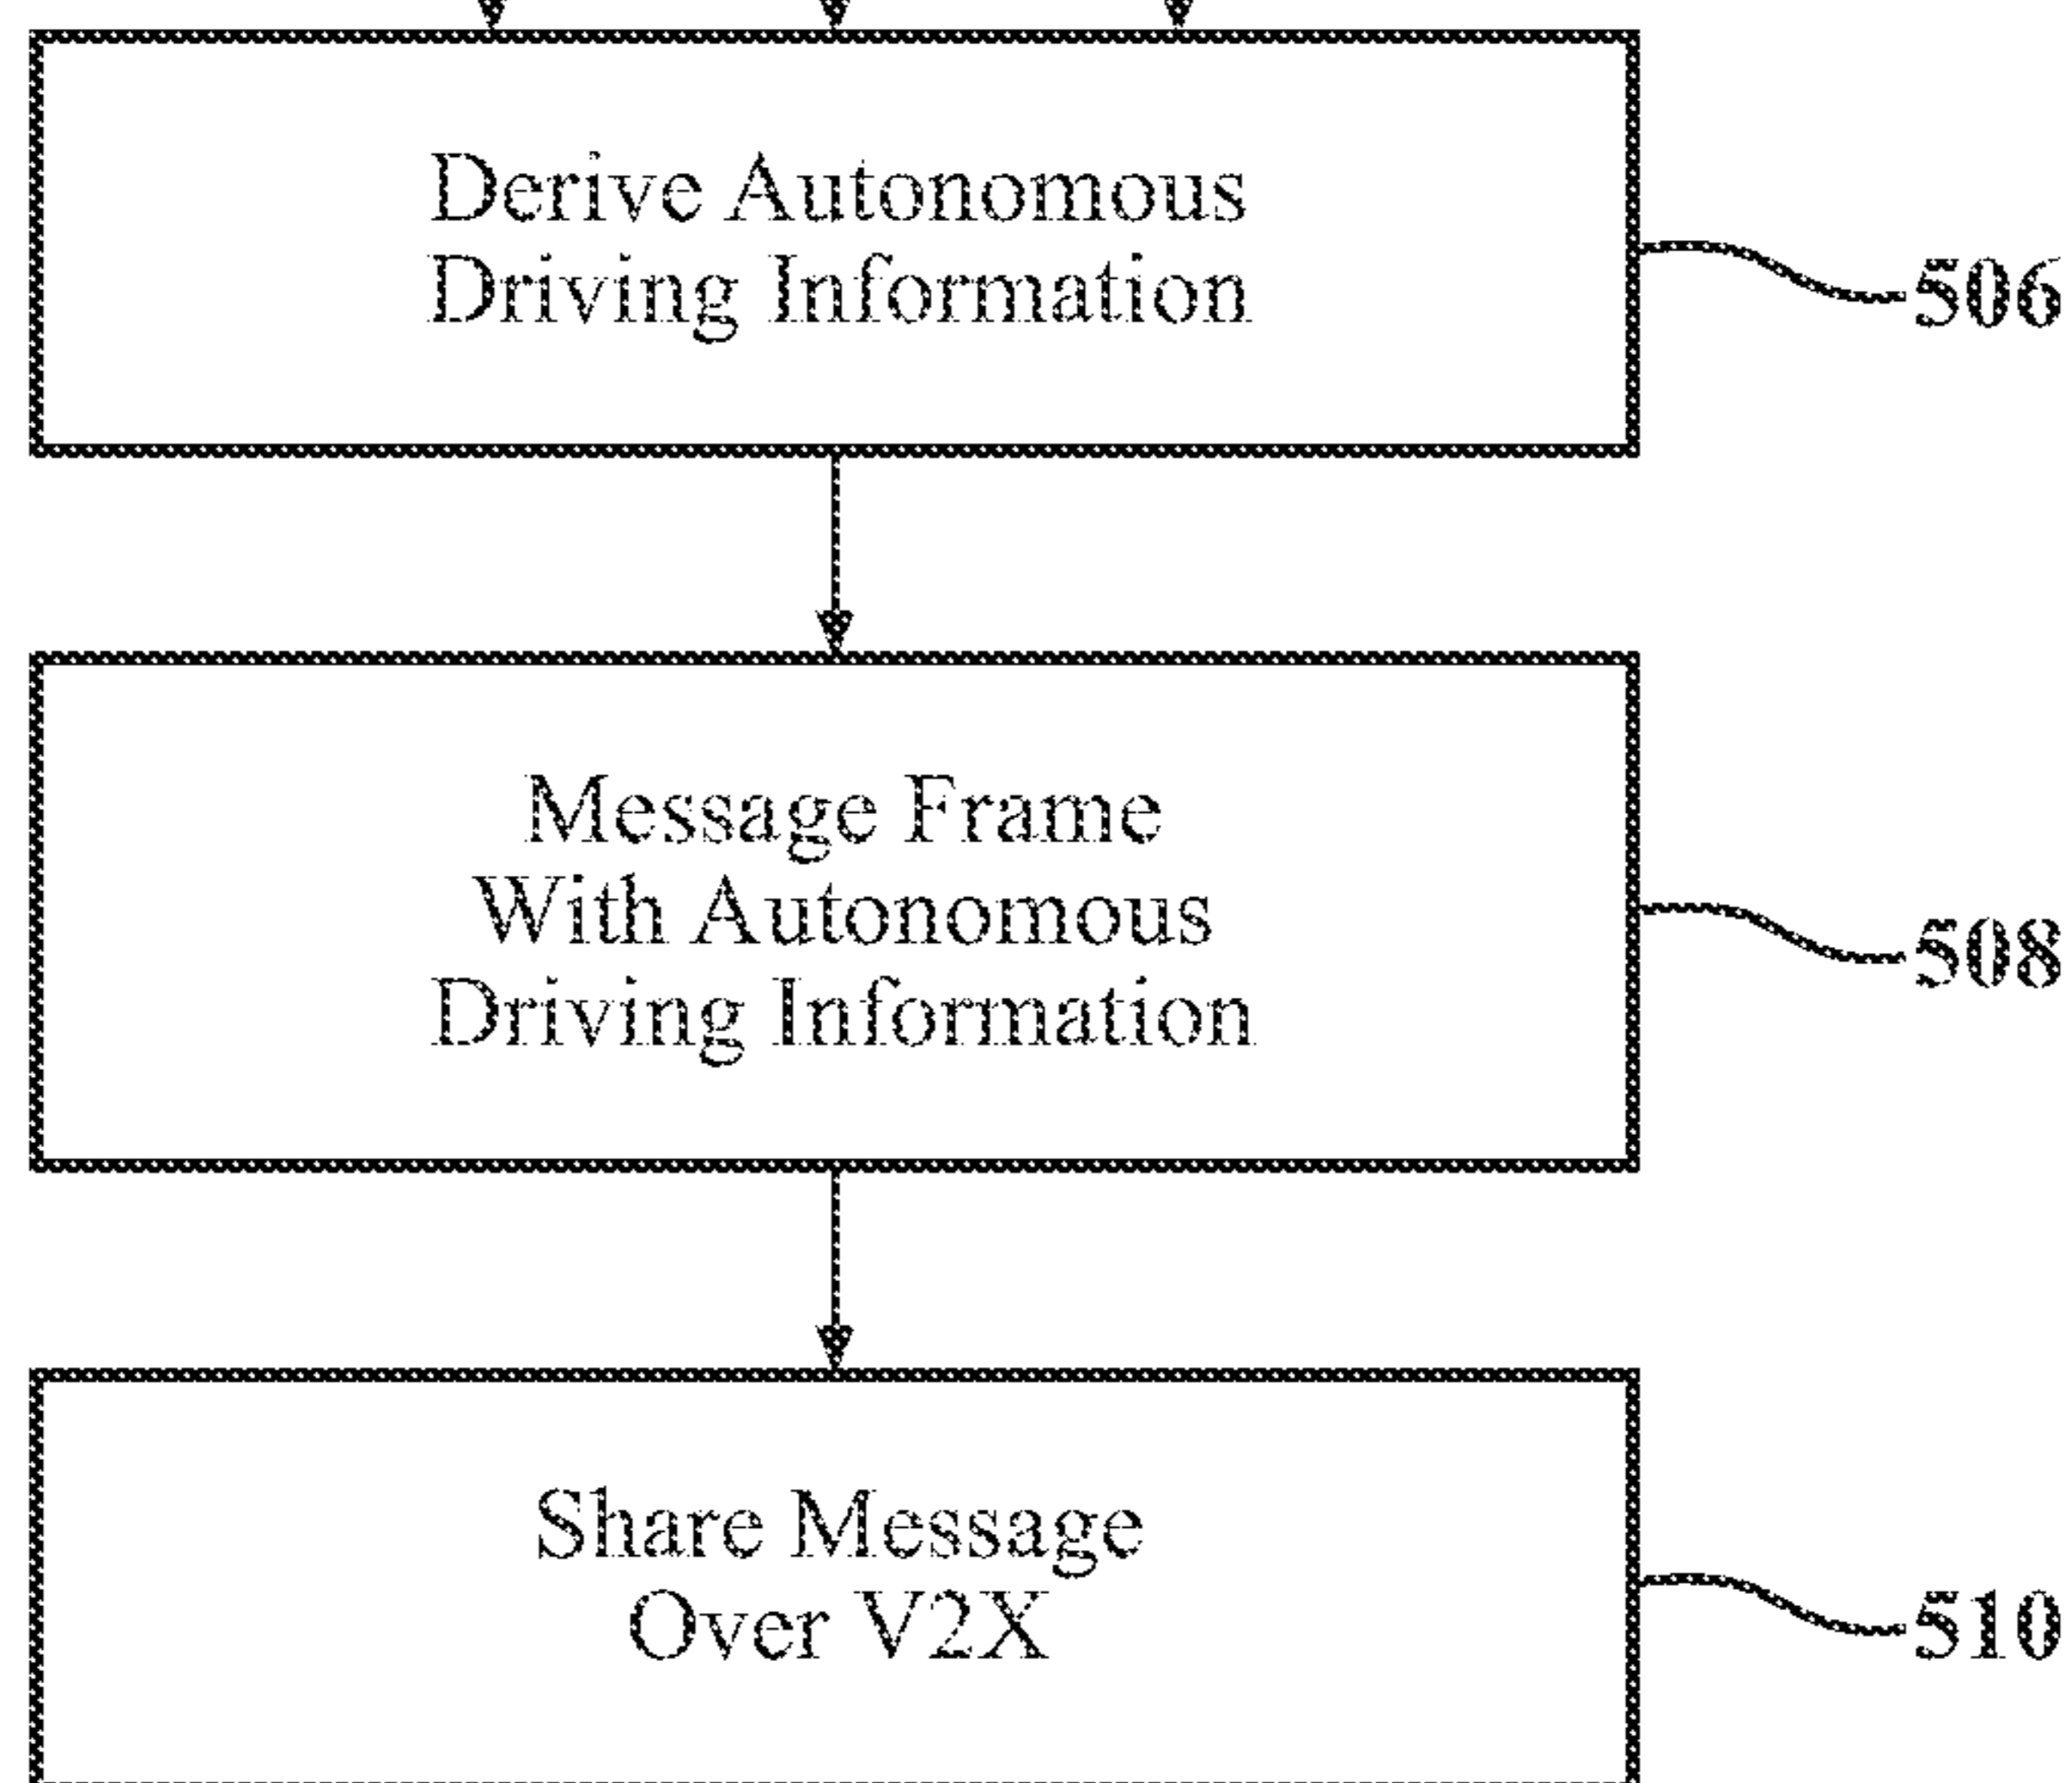 Derive Autonomous
Driving Information
506
Message Frame
With Autonomous
Driving Information
508
Share Message
Over V2X
510